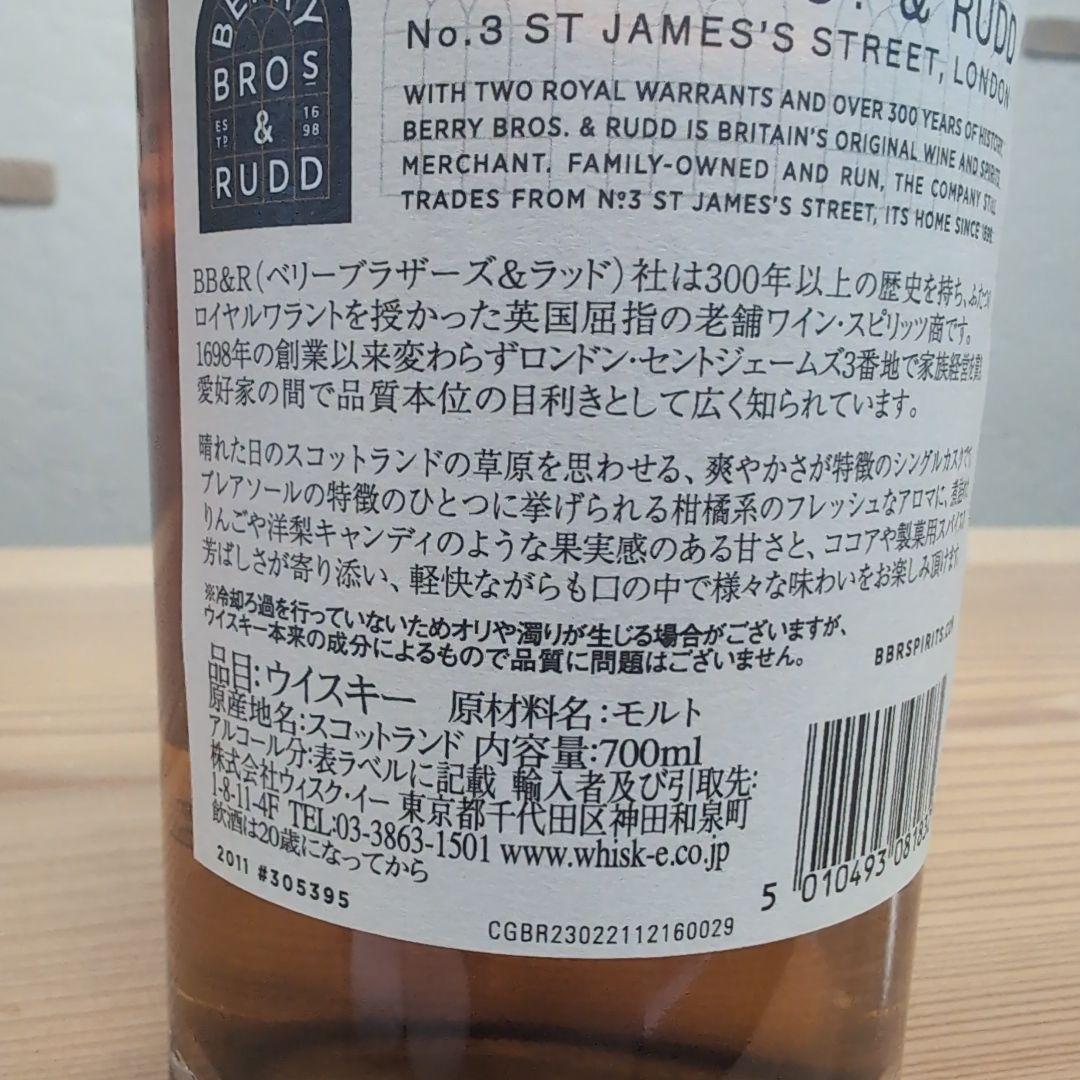 BERRY
BROS
ESTD & 1698
RUDD
& RUDD
No.3 ST JAMES'S STREET, LONDON
WITH TWO ROYAL WARRANTS AND OVER 300 YEARS OF HISTORY,
BERRY BROS. & RUDD IS BRITAIN'S ORIGINAL WINE AND SPIRITS
MERCHANT. FAMILY-OWNED AND RUN, THE COMPANY STILL
TRADES FROM Nº3 ST JAMES'S STREET, ITS HOME SINCE 1698.
BB&R(ベリーブラザーズ&ラッド)社は300年以上の歴史を持ち、ふたつの
ロイヤルワラントを授かった英国屈指の老舗ワイン・スピリッツ商です。
1698年の創業以来変わらずロンドン・セントジェームズ3番地で家族経営を
愛好家の間で品質本位の目利きとして広く知られています。
晴れた日のスコットランドの草原を思わせる、爽やかさが特徴のシングルカスクです
ブレアソールの特徴のひとつに挙げられる柑橘系のフレッシュなアロマに、
りんごや洋梨キャンディのような果実感のある甘さと、ココアや製菓用スパイスの
芳ばしさが寄り添い、軽快ながらも口の中で様々な味わいをお楽しみ頂けます
※冷却ろ過を行っていないためオリや濁りが生じる場合がございますが、
ウイスキー本来の成分によるもので品質に問題はございません。
BBRSPIRITS.COM
品目:ウイスキー 原材料名:モルト
原産地名:スコットランド 内容量:700ml
アルコール分:表ラベルに記載 輸入者及び引取先:
株式会社ウィスク・イー 東京都千代田区神田和泉町
1-8-11-4F TEL:03-3863-1501 www.whisk-e.co.jp
飲酒は20歳になってから
2011 #305395
5 010493
CGBR23022112160029